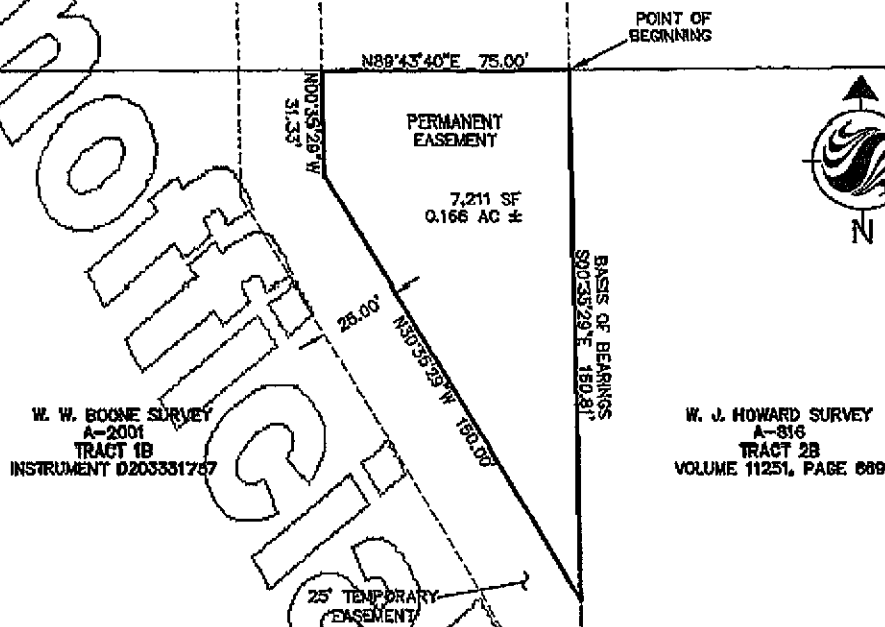 POINT OF
BEGINNING
N89°43'40"E 75.00'
N00°35'29"W
31.33'
PERMANENT
EASEMENT
7,211 SF
0.166 AC ±
N
BASIS OF BEARINGS
S00°35'29"E 160.81'
25.00'
N30°35'29"W 150.00'
W. W. BOONE SURVEY
A-2001
TRACT 1B
INSTRUMENT D203331787
W. J. HOWARD SURVEY
A-816
TRACT 2B
VOLUME 11251, PAGE 669
25' TEMPORARY
EASEMENT